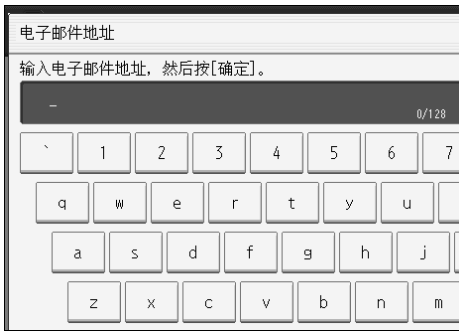 电子邮件地址
输入电子邮件地址，然后按[确定]。
_
0/128
` 1 2 3 4 5 6 7
q w e r t y u
a s d f g h j
z x c v b n m